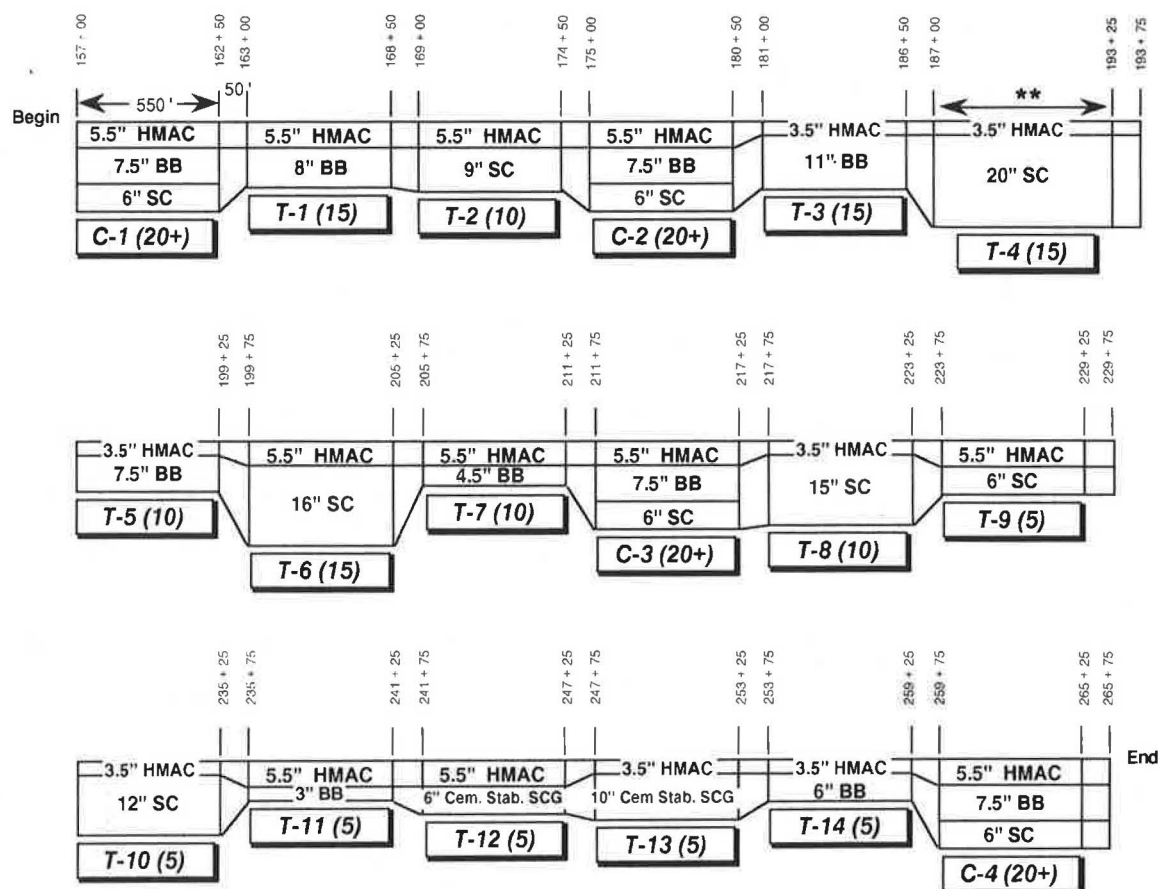 157 + 00 162 + 50 163 + 00 168 + 50 169 + 00 174 + 50 175 + 00 180 + 50 181 + 00 186 + 50 187 + 00 193 + 25 193 + 75
Begin 550 ' 50' **
5.5" HMAC 5.5" HMAC 5.5" HMAC 5.5" HMAC 3.5" HMAC 3.5" HMAC
7.5" BB 8" BB 9" SC 7.5" BB 11" BB 20" SC
6" SC 6" SC
C-1 (20+) T-1 (15) T-2 (10) C-2 (20+) T-3 (15) T-4 (15)
199 + 25 199 + 75 205 + 25 205 + 75 211 + 25 211 + 75 217 + 25 217 + 75 223 + 25 223 + 75 229 + 25 229 + 75
3.5" HMAC 5.5" HMAC 5.5" HMAC 5.5" HMAC 3.5" HMAC 5.5" HMAC
7.5" BB 16" SC 4.5" BB 7.5" BB 15" SC 6" SC
6" SC
T-5 (10) T-6 (15) T-7 (10) C-3 (20+) T-8 (10) T-9 (5)
235 + 25 235 + 75 241 + 25 241 + 75 247 + 25 247 + 75 253 + 25 253 + 75 259 + 25 259 + 75 265 + 25 265 + 75
End
3.5" HMAC 5.5" HMAC 5.5" HMAC 3.5" HMAC 3.5" HMAC 5.5" HMAC
12" SC 3" BB 6" Cem. Stab. SCG 10" Cem Stab. SCG 6" BB 7.5" BB
6" SC
T-10 (5) T-11 (5) T-12 (5) T-13 (5) T-14 (5) C-4 (20+)